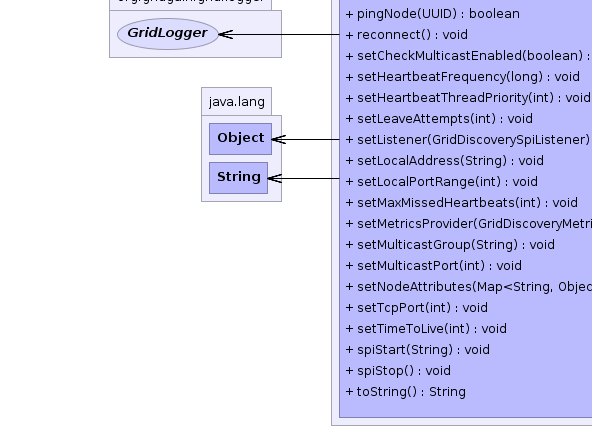 GridLogger
java.lang
Object
String
+ pingNode(UUID) : boolean
+ reconnect() : void
+ setCheckMulticastEnabled(boolean) :
+ setHeartbeatFrequency(long) : void
+ setHeartbeatThreadPriority(int) : void
+ setLeaveAttempts(int) : void
+ setListener(GridDiscoverySpiListener)
+ setLocalAddress(String) : void
+ setLocalPortRange(int) : void
+ setMaxMissedHeartbeats(int) : void
+ setMetricsProvider(GridDiscoveryMetri
+ setMulticastGroup(String) : void
+ setMulticastPort(int) : void
+ setNodeAttributes(Map<String, Objec
+ setTcpPort(int) : void
+ setTimeToLive(int) : void
+ spiStart(String) : void
+ spiStop() : void
+ toString() : String